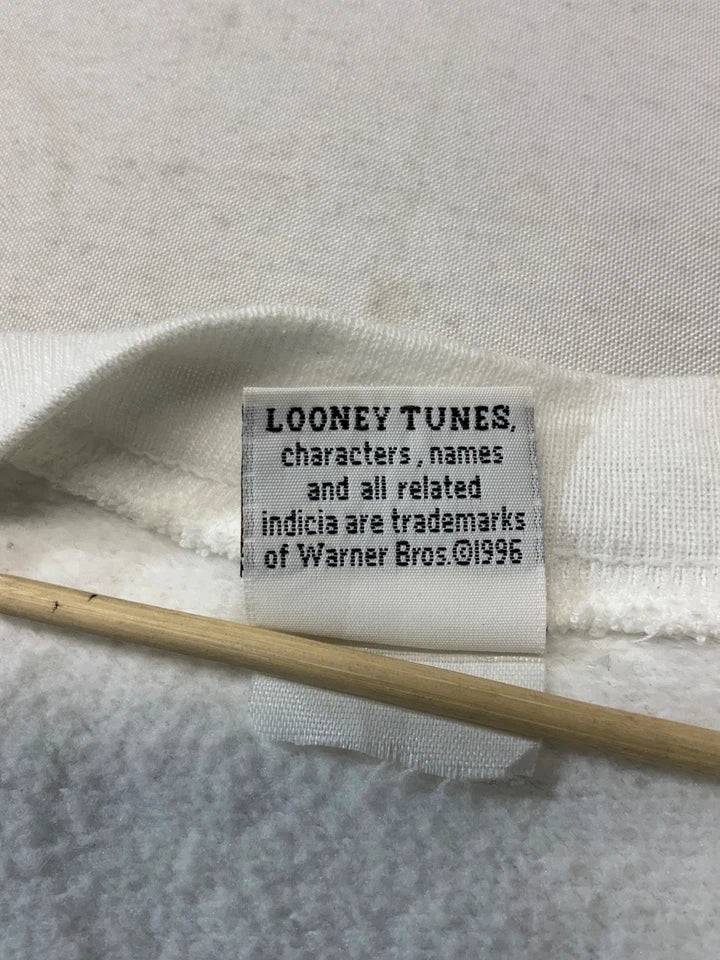 LOONEY TUNES,
characters, names
and all related
indicia are trademarks
of Warner Bros.©1996